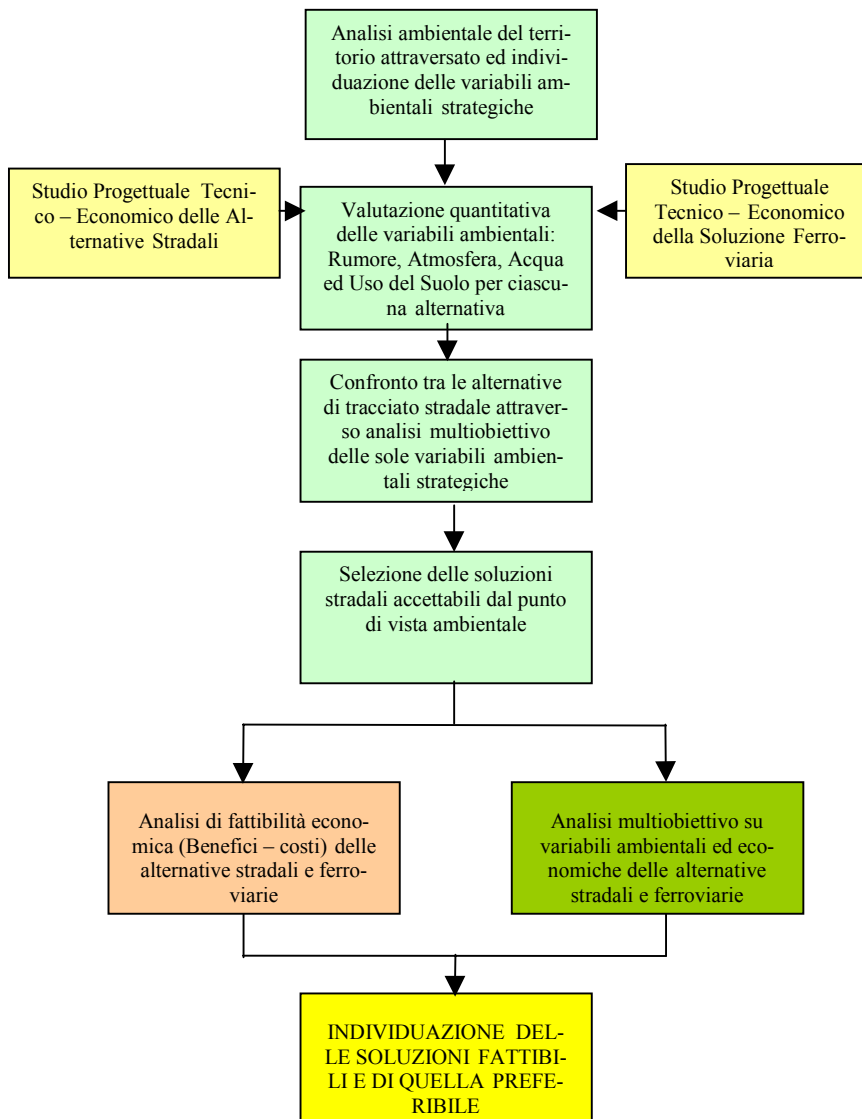 Analisi ambientale del terri-
torio attraversato ed indivi-
duazione delle variabili am-
bientali strategiche
Studio Progettuale Tecni-
co – Economico delle Al-
ternative Stradali
Valutazione quantitativa
delle variabili ambientali:
Rumore, Atmosfera, Acqua
ed Uso del Suolo per ciascu-
na alternativa
Studio Progettuale
Tecnico – Economico
della Soluzione Ferro-
viaria
Confronto tra le alternative
di tracciato stradale attraver-
so analisi multiobiettivo
delle sole variabili ambien-
tali strategiche
Selezione delle soluzioni
stradali accettabili dal punto
di vista ambientale
Analisi di fattibilità econo-
mica (Benefici – costi) delle
alternative stradali e ferro-
viarie
Analisi multiobiettivo su
variabili ambientali ed eco-
nomiche delle alternative
stradali e ferroviarie
INDIVIDUAZIONE DEL-
LE SOLUZIONI FATTIBI-
LI E DI QUELLA PREFE-
RIBILE